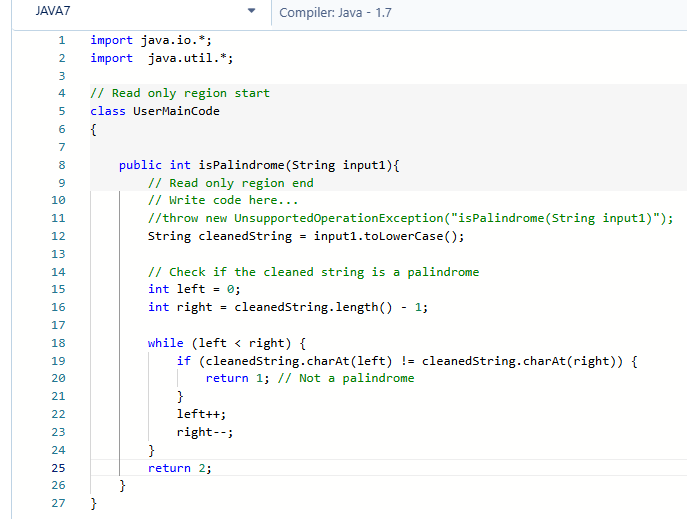 JAVA7
Compiler: Java - 1.7
1 import java.io.*;
2 import  java.util.*;
3
4 // Read only region start
5 class UserMainCode
6 {
7
8     public int isPalindrome(String input1){
9         // Read only region end
10         // Write code here...
11         //throw new UnsupportedOperationException("isPalindrome(String input1)");
12         String cleanedString = input1.toLowerCase();
13
14         // Check if the cleaned string is a palindrome
15         int left = 0;
16         int right = cleanedString.length() - 1;
17
18         while (left < right) {
19             if (cleanedString.charAt(left) != cleanedString.charAt(right)) {
20                 return 1; // Not a palindrome
21             }
22             left++;
23             right--;
24         }
25         return 2;
26     }
27 }